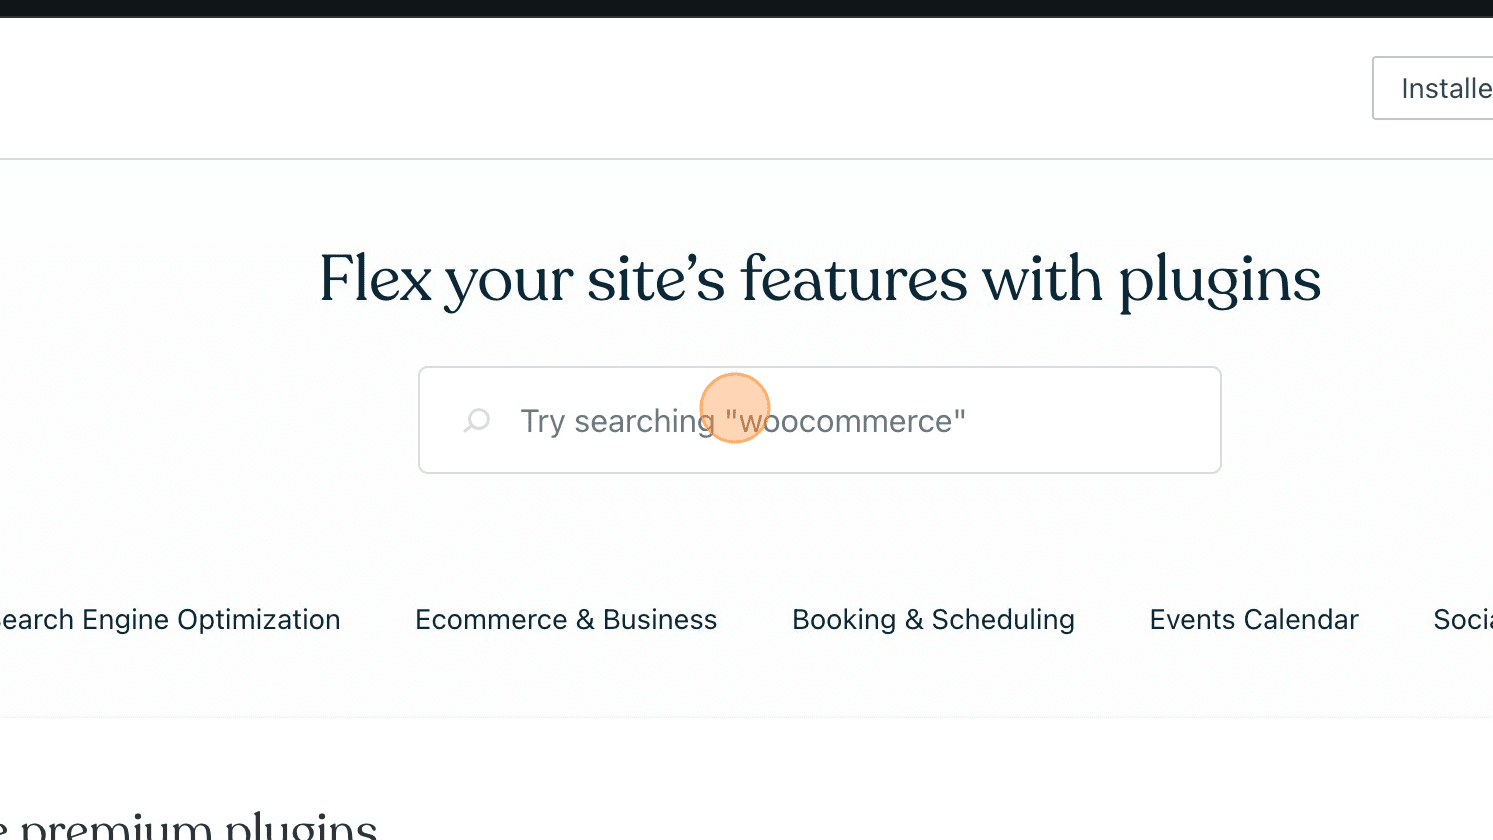 Installe
Flex your site’s features with plugins
Try searching "woocommerce"
earch Engine Optimization
Ecommerce & Business
Booking & Scheduling
Events Calendar
Socia
e premium plugins